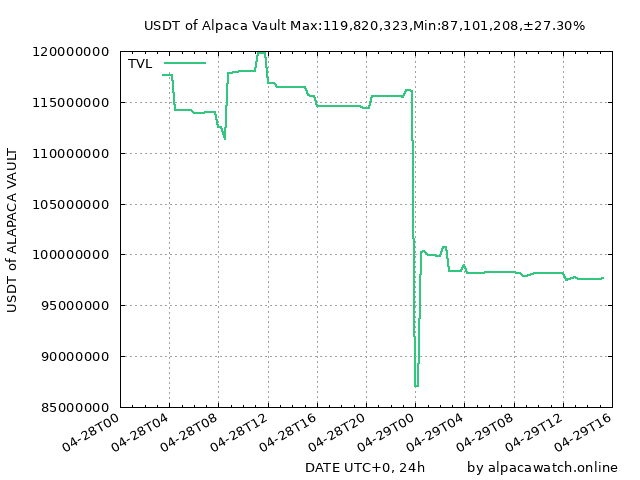 USDT of Alpaca Vault Max:119,820,323,Min:87,101,208,±27.30%
TVL
120000000
115000000
110000000
105000000
100000000
95000000
90000000
85000000
USDT of ALAPACA VAULT
04-28T00
04-28T04
04-28T08
04-28T12
04-28T16
04-28T20
04-29T00
04-29T04
04-29T08
04-29T12
04-29T16
DATE UTC+0, 24h
by alpacawatch.online